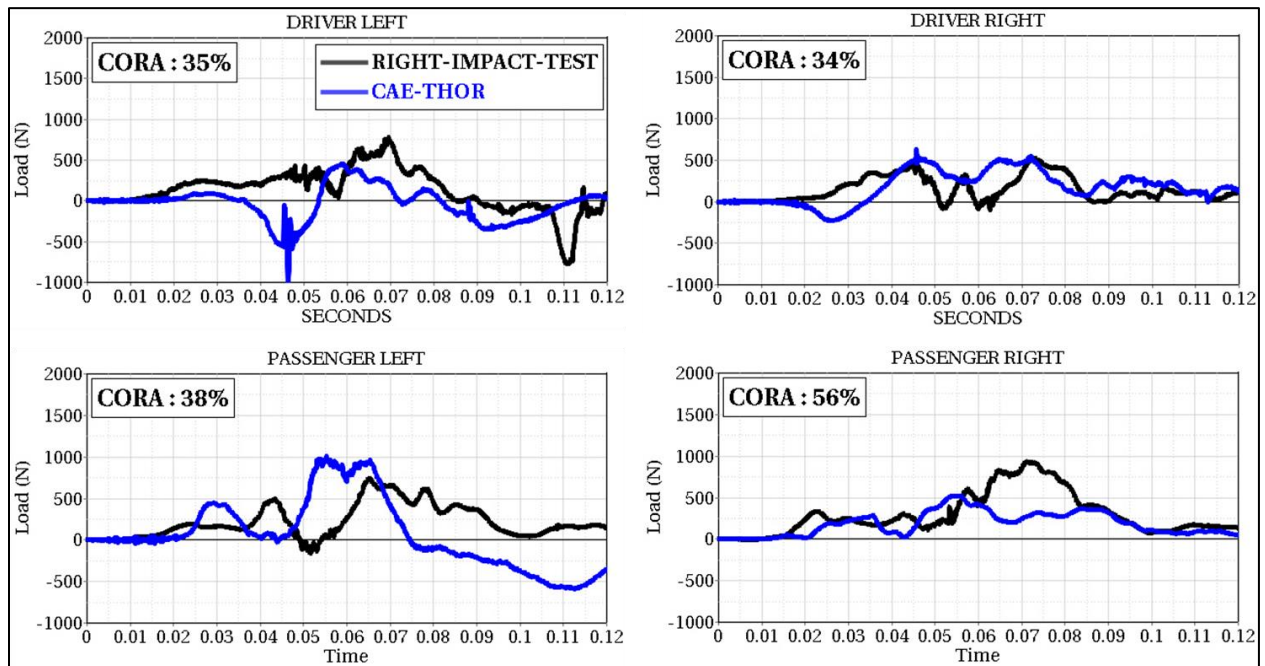 DRIVER LEFT
CORA : 35%
RIGHT-IMPACT-TEST
CAE-THOR
Load (N)
2000
1500
1000
500
0
-500
-1000
0 0.01 0.02 0.03 0.04 0.05 0.06 0.07 0.08 0.09 0.1 0.11 0.12
SECONDS
DRIVER RIGHT
CORA : 34%
Load (N)
2000
1500
1000
500
0
-500
-1000
0 0.01 0.02 0.03 0.04 0.05 0.06 0.07 0.08 0.09 0.1 0.11 0.12
SECONDS
PASSENGER LEFT
CORA : 38%
Load (N)
2000
1500
1000
500
0
-500
-1000
0 0.01 0.02 0.03 0.04 0.05 0.06 0.07 0.08 0.09 0.1 0.11 0.12
Time
PASSENGER RIGHT
CORA : 56%
Load (N)
2000
1500
1000
500
0
-500
-1000
0 0.01 0.02 0.03 0.04 0.05 0.06 0.07 0.08 0.09 0.1 0.11 0.12
Time